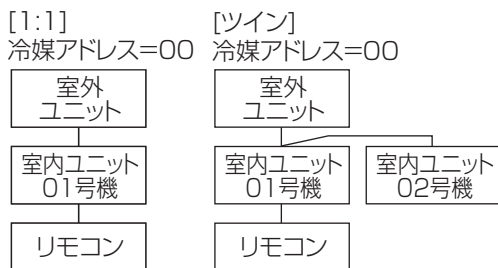 [1:1]
冷媒アドレス=00
室外
ユニット
室内ユニット
01号機
リモコン
[ツイン]
冷媒アドレス=00
室外
ユニット
室内ユニット
01号機
室内ユニット
02号機
リモコン